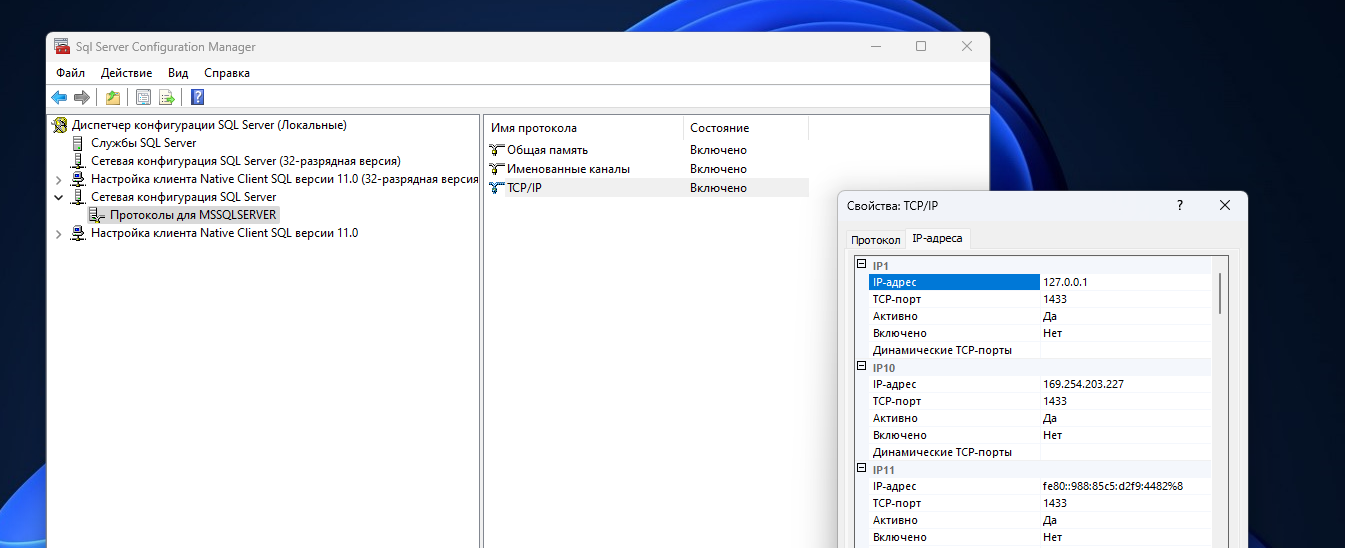 Sql Server Configuration Manager
Файл Действие Вид Справка
Диспетчер конфигурации SQL Server (Локальные)
Службы SQL Server
Сетевая конфигурация SQL Server (32-разрядная версия)
Настройка клиента Native Client SQL версии 11.0 (32-разрядная версия
Сетевая конфигурация SQL Server
Протоколы для MSSQLSERVER
Настройка клиента Native Client SQL версии 11.0
Имя протокола Состояние
Общая память Включено
Именованные каналы Включено
TCP/IP Включено
Свойства: TCP/IP
Протокол IP-адреса
IP1
IP-адрес 127.0.0.1
TCP-порт 1433
Активно Да
Включено Нет
Динамические TCP-порты
IP10
IP-адрес 169.254.203.227
TCP-порт 1433
Активно Да
Включено Нет
Динамические TCP-порты
IP11
IP-адрес fe80::988:85c5:d2f9:4482%8
TCP-порт 1433
Активно Да
Включено Нет